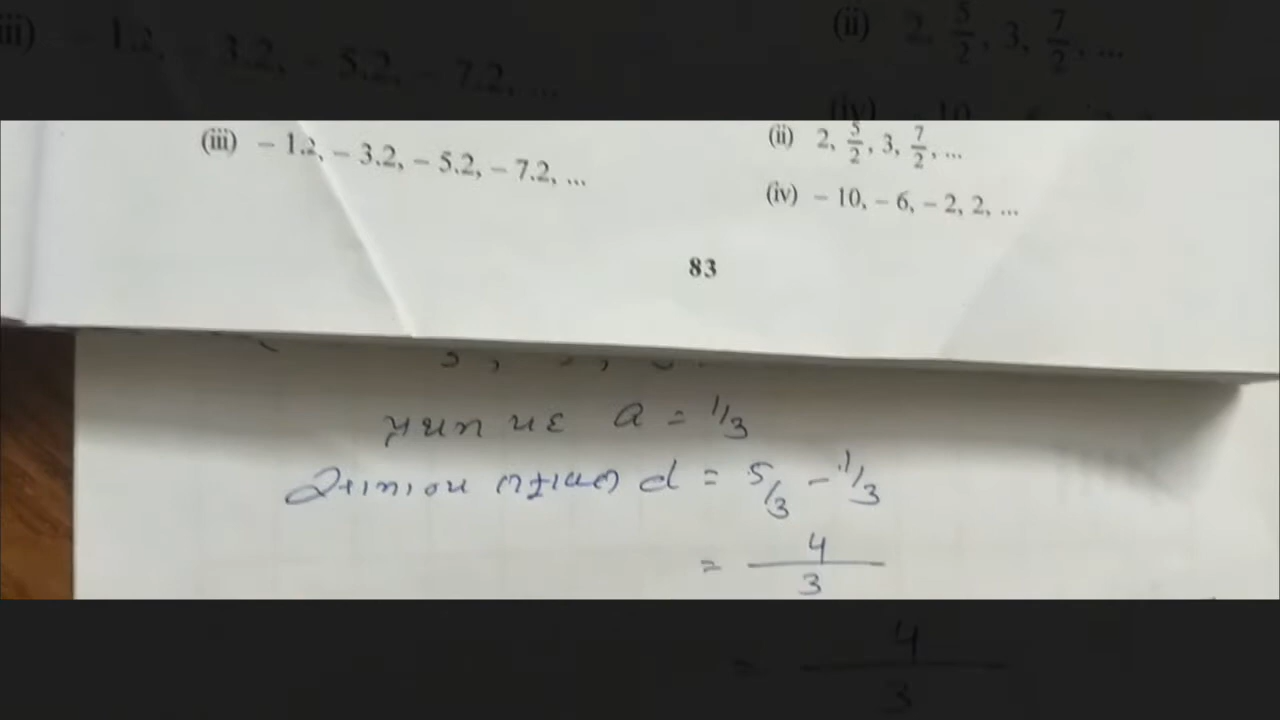 (iii) – 1.2, – 3.2, – 5.2, – 7.2, ...
(ii) 2, 5/2, 3, 7/2, ...
(iv) – 10, – 6, – 2, 2, ...
83
પ્રથમ પદ a = 1/3
સામાન્ય તફાવત d = 5/3 – 1/3
= 4/3